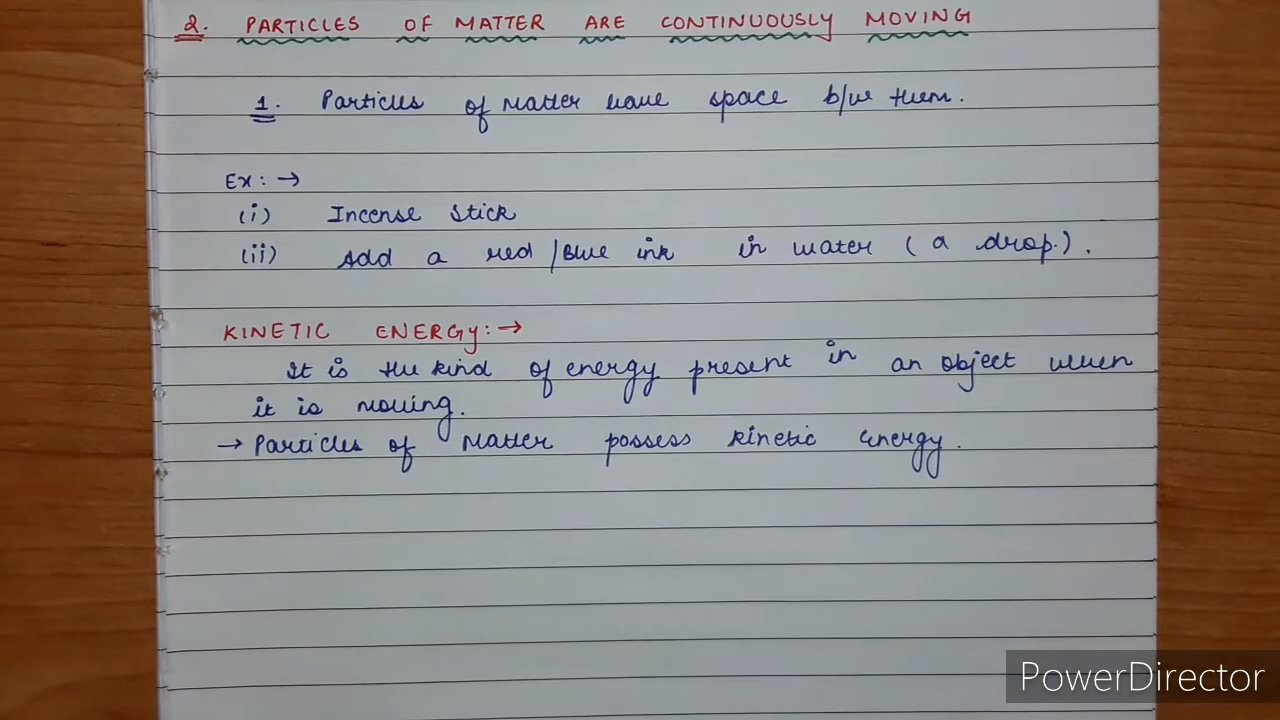 2. PARTICLES OF MATTER ARE CONTINUOUSLY MOVING
1. Particles of Matter have space b/w them.
Ex: →
(i) Incense Stick
(ii) Add a red/Blue ink in water (a drop.).
KINETIC ENERGY: →
It is the kind of energy present in an object when
it is moving.
→ Particles of Matter possess kinetic energy.
PowerDirector